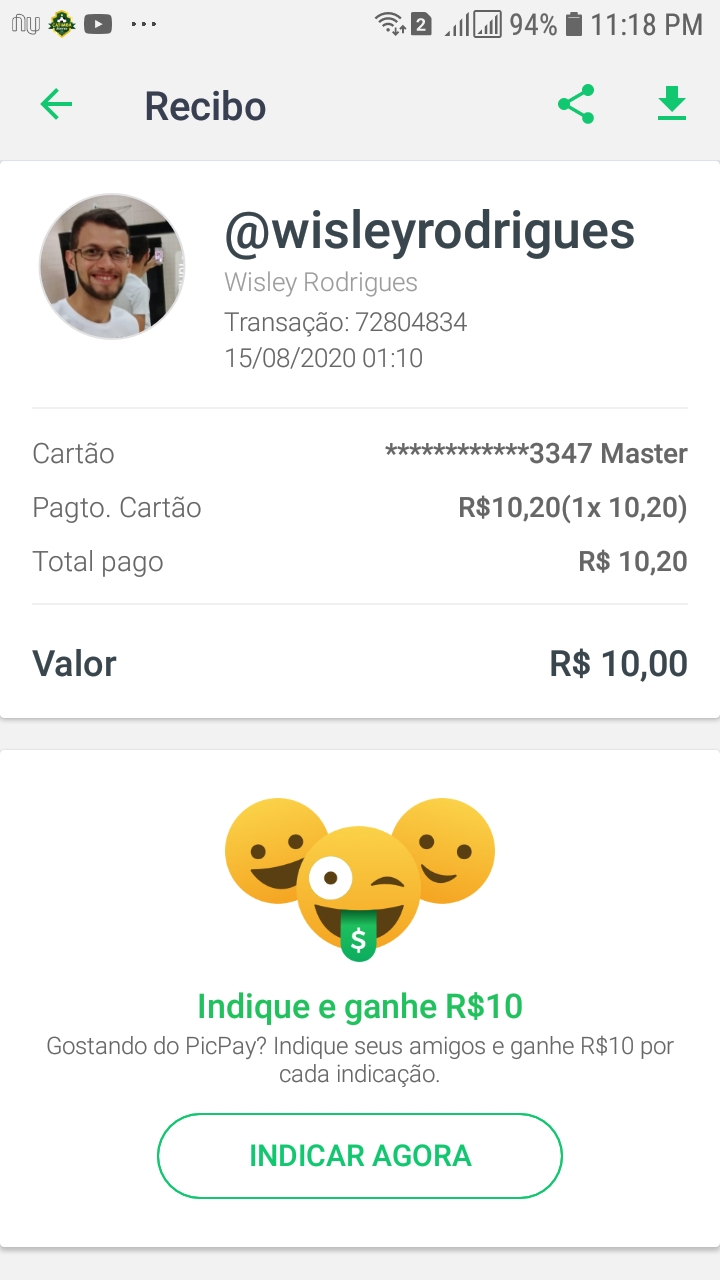 2 94% 11:18 PM
Recibo
@wisleyrodrigues
Wisley Rodrigues
Transação: 72804834
15/08/2020 01:10
Cartão ************3347 Master
Pagto. Cartão R$10,20(1x 10,20)
Total pago R$ 10,20
Valor R$ 10,00
$
Indique e ganhe R$10
Gostando do PicPay? Indique seus amigos e ganhe R$10 por
cada indicação.
INDICAR AGORA